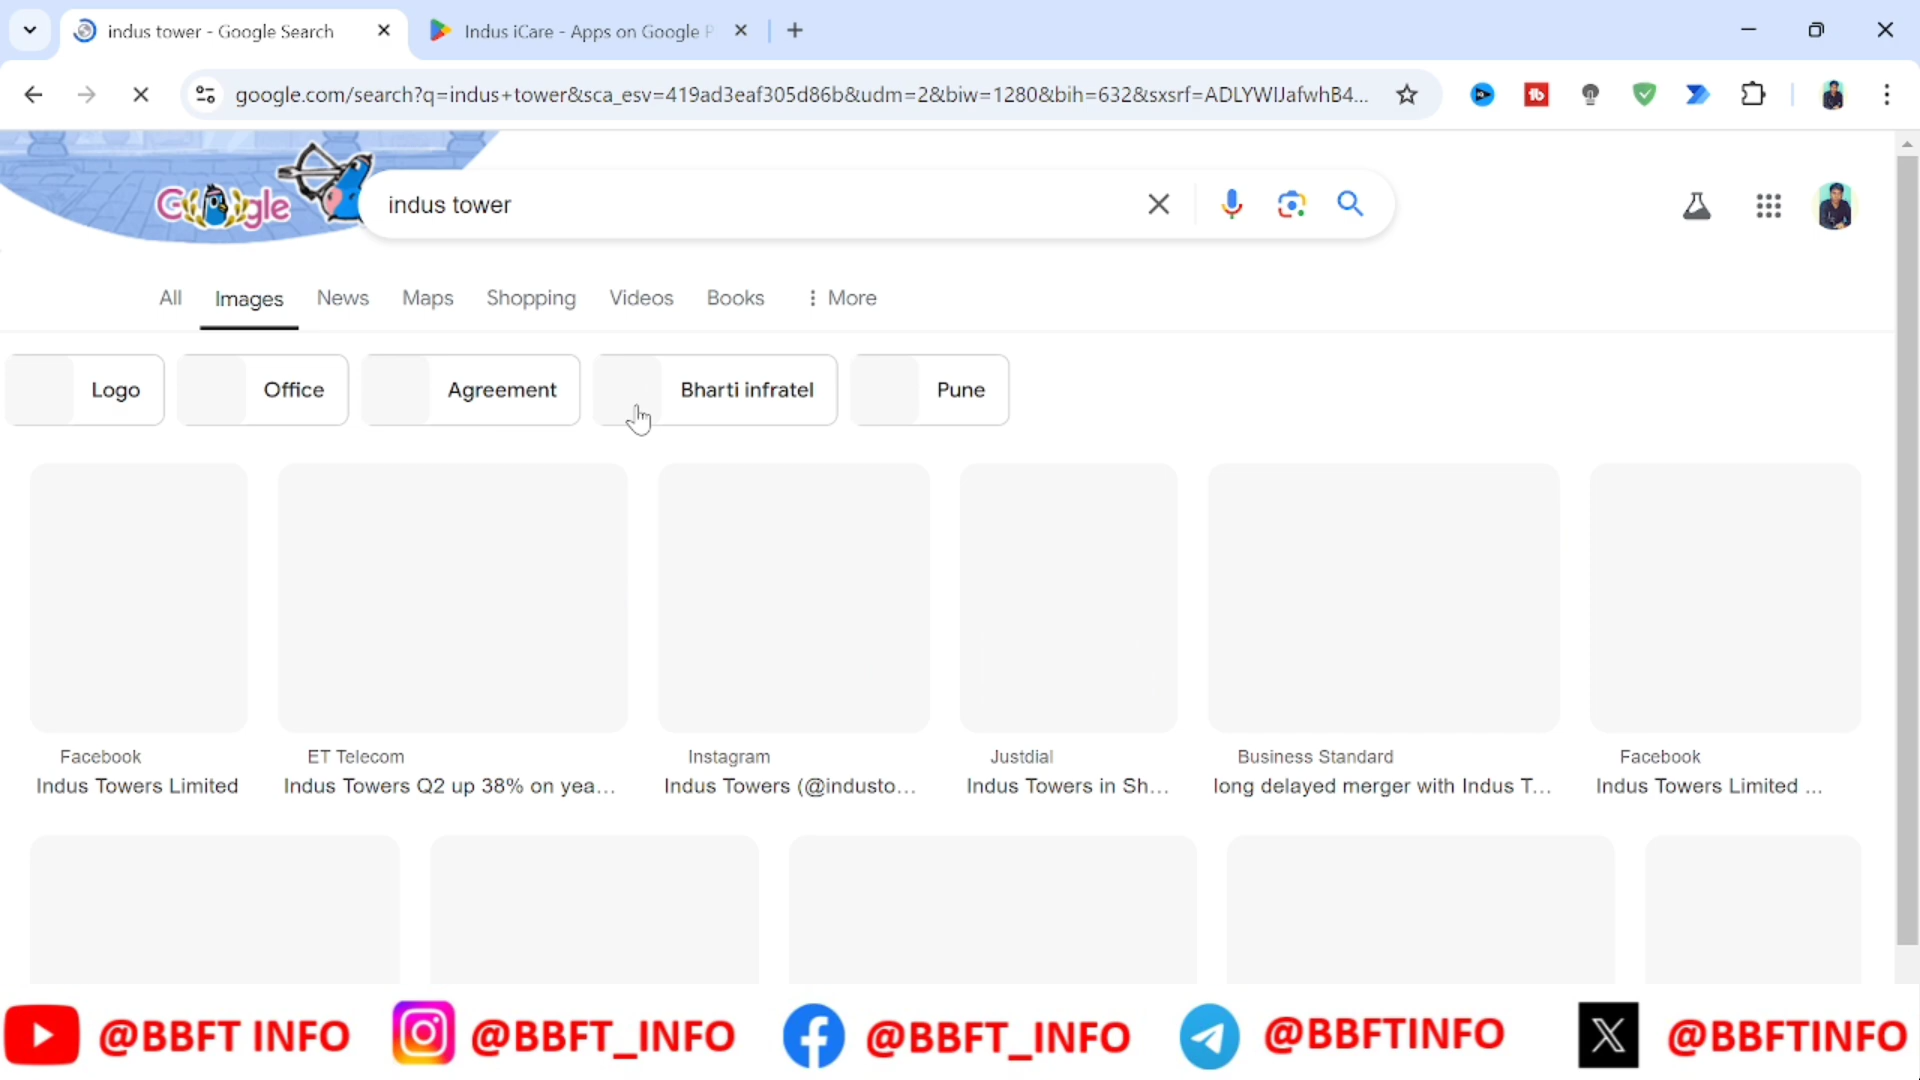 indus tower - Google Search
Indus iCare - Apps on Google P
google.com/search?q=indus+tower&sca_esv=419ad3eaf305d86b&udm=2&biw=1280&bih=632&sxsrf=ADLYWIJafwhB4...
Google
indus tower
All Images News Maps Shopping Videos Books More
Logo Office Agreement Bharti infratel Pune
Facebook ET Telecom Instagram Justdial Business Standard Facebook
Indus Towers Limited Indus Towers Q2 up 38% on yea... Indus Towers (@industo... Indus Towers in Sh... long delayed merger with Indus T... Indus Towers Limited ...
@BBFT INFO @BBFT_INFO @BBFT_INFO @BBFTINFO X @BBFTINFO